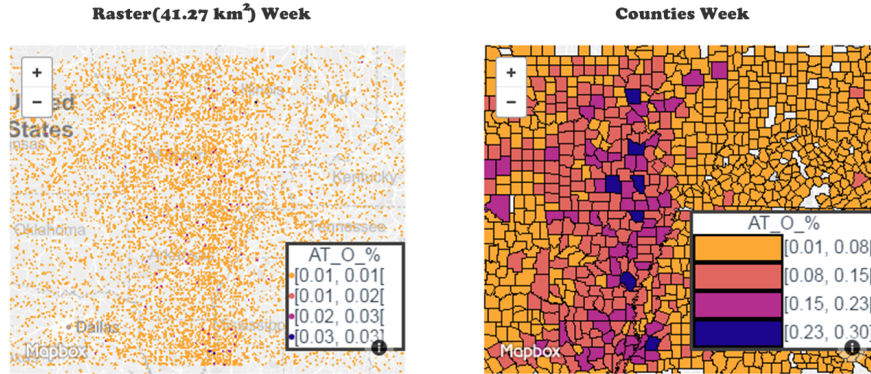 Raster(41.27 km²) Week
+
−
United
States
Illinois
Kentucky
Oklahoma
Tennessee
Dallas
Mapbox
AT_O_%
[0.01, 0.01[
[0.01, 0.02[
[0.02, 0.03[
[0.03, 0.03]
i
Counties Week
+
−
Mapbox
AT_O_%
[0.01, 0.08[
[0.08, 0.15[
[0.15, 0.23[
[0.23, 0.30]
i